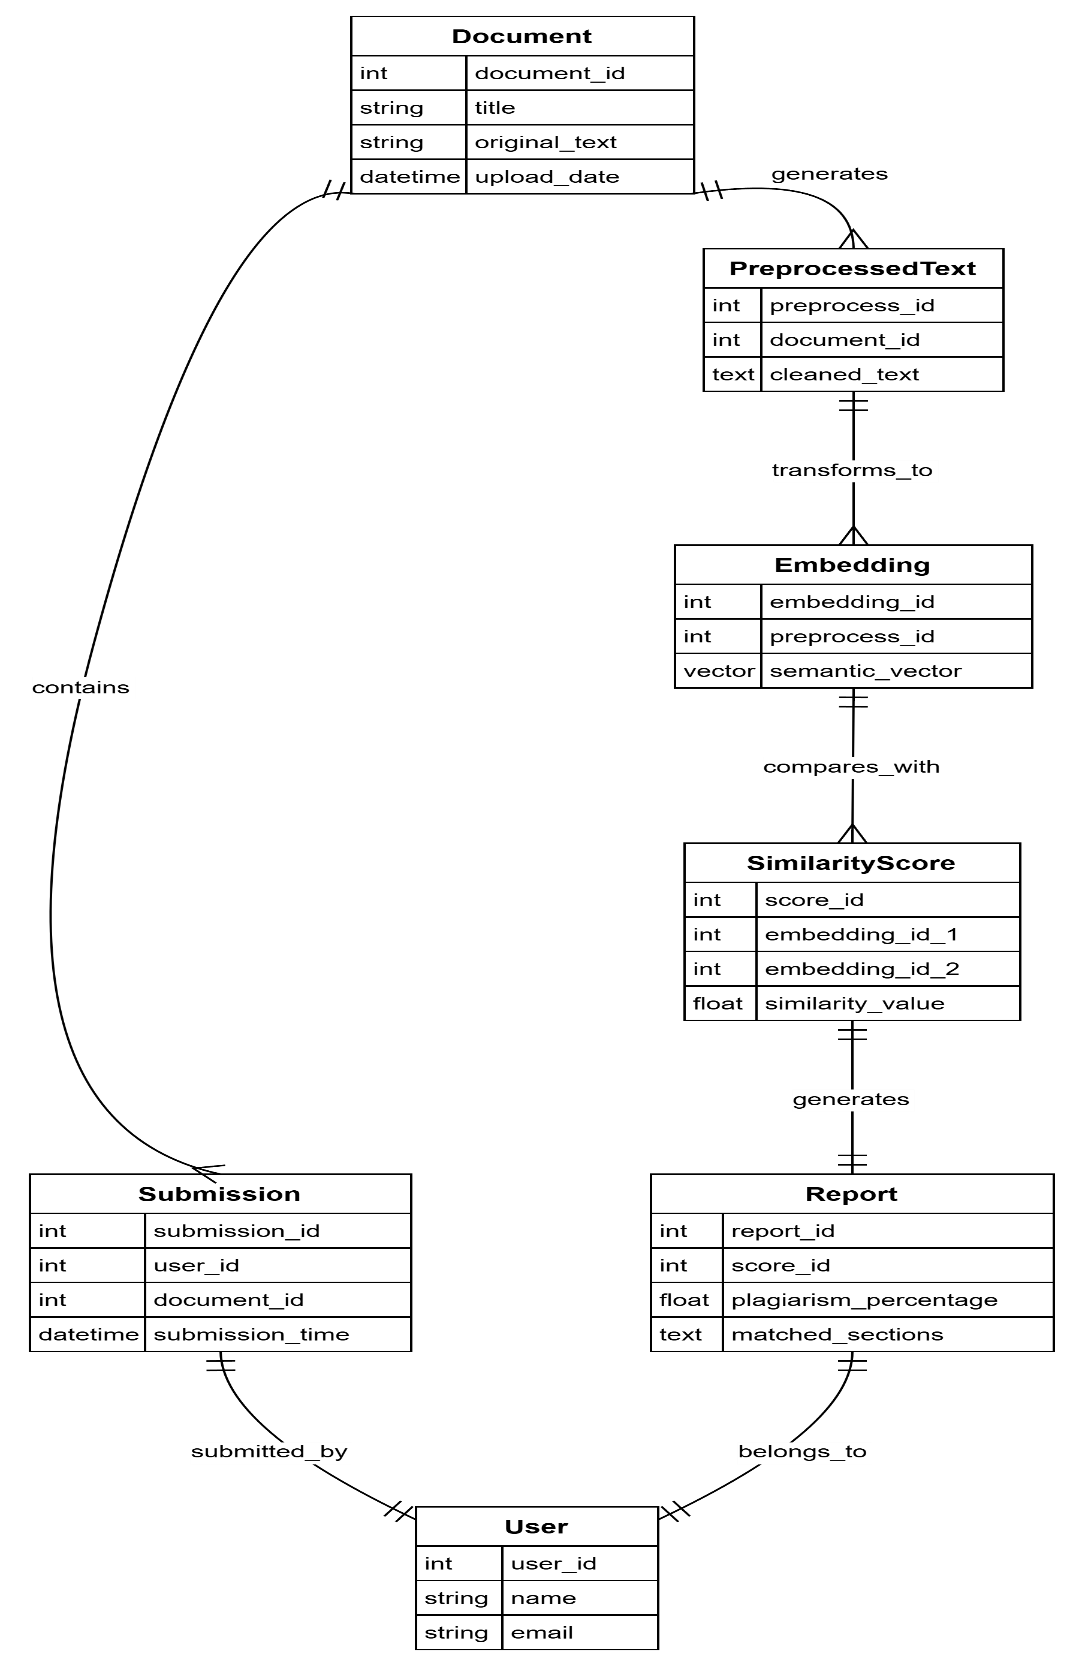 Document
int document_id
string title
string original_text
datetime upload_date
generates
PreprocessedText
int preprocess_id
int document_id
text cleaned_text
transforms_to
Embedding
int embedding_id
int preprocess_id
vector semantic_vector
contains
compares_with
SimilarityScore
int score_id
int embedding_id_1
int embedding_id_2
float similarity_value
generates
Submission
int submission_id
int user_id
int document_id
datetime submission_time
Report
int report_id
int score_id
float plagiarism_percentage
text matched_sections
submitted_by
belongs_to
User
int user_id
string name
string email